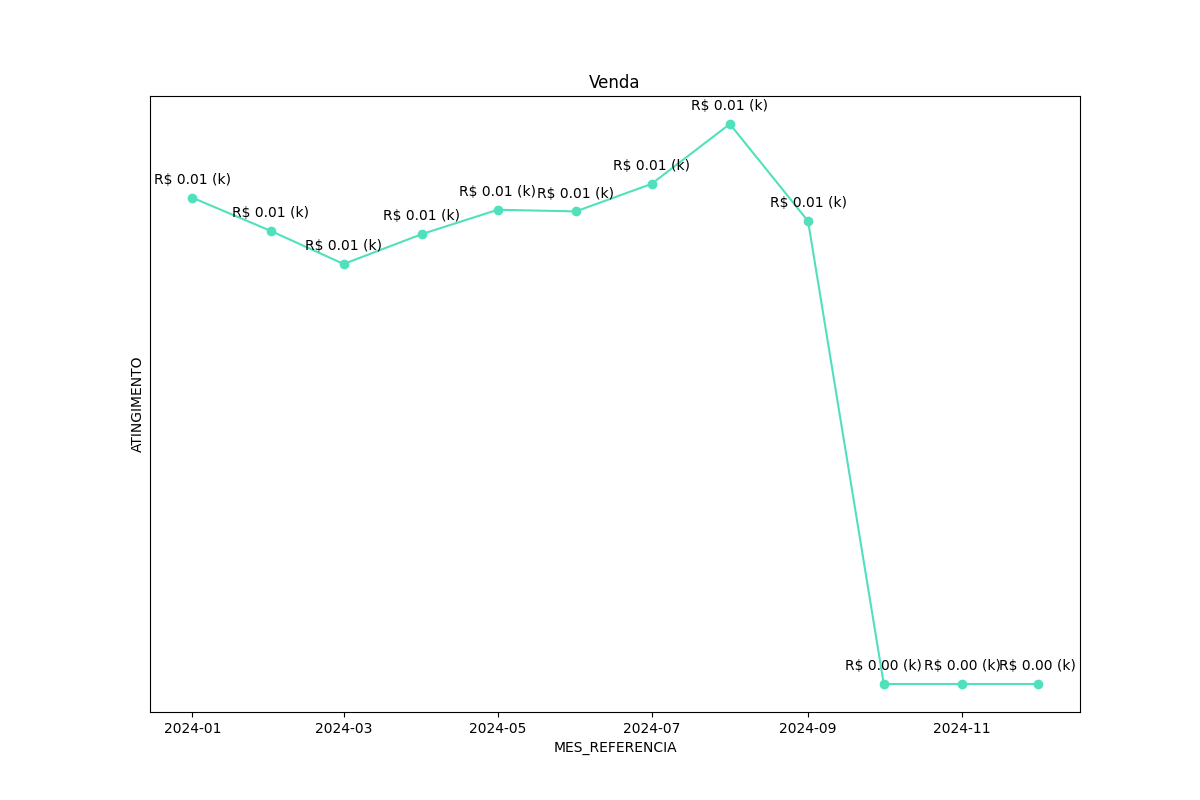 Venda
R$ 0.01 (k)
R$ 0.01 (k)
R$ 0.01 (k)
R$ 0.01 (k)
R$ 0.01 (k)
R$ 0.01 (k)
R$ 0.01 (k)
R$ 0.01 (k)
R$ 0.01 (k)
R$ 0.00 (k)
R$ 0.00 (k)
R$ 0.00 (k)
ATINGIMENTO
2024-01
2024-03
2024-05
2024-07
2024-09
2024-11
MES_REFERENCIA